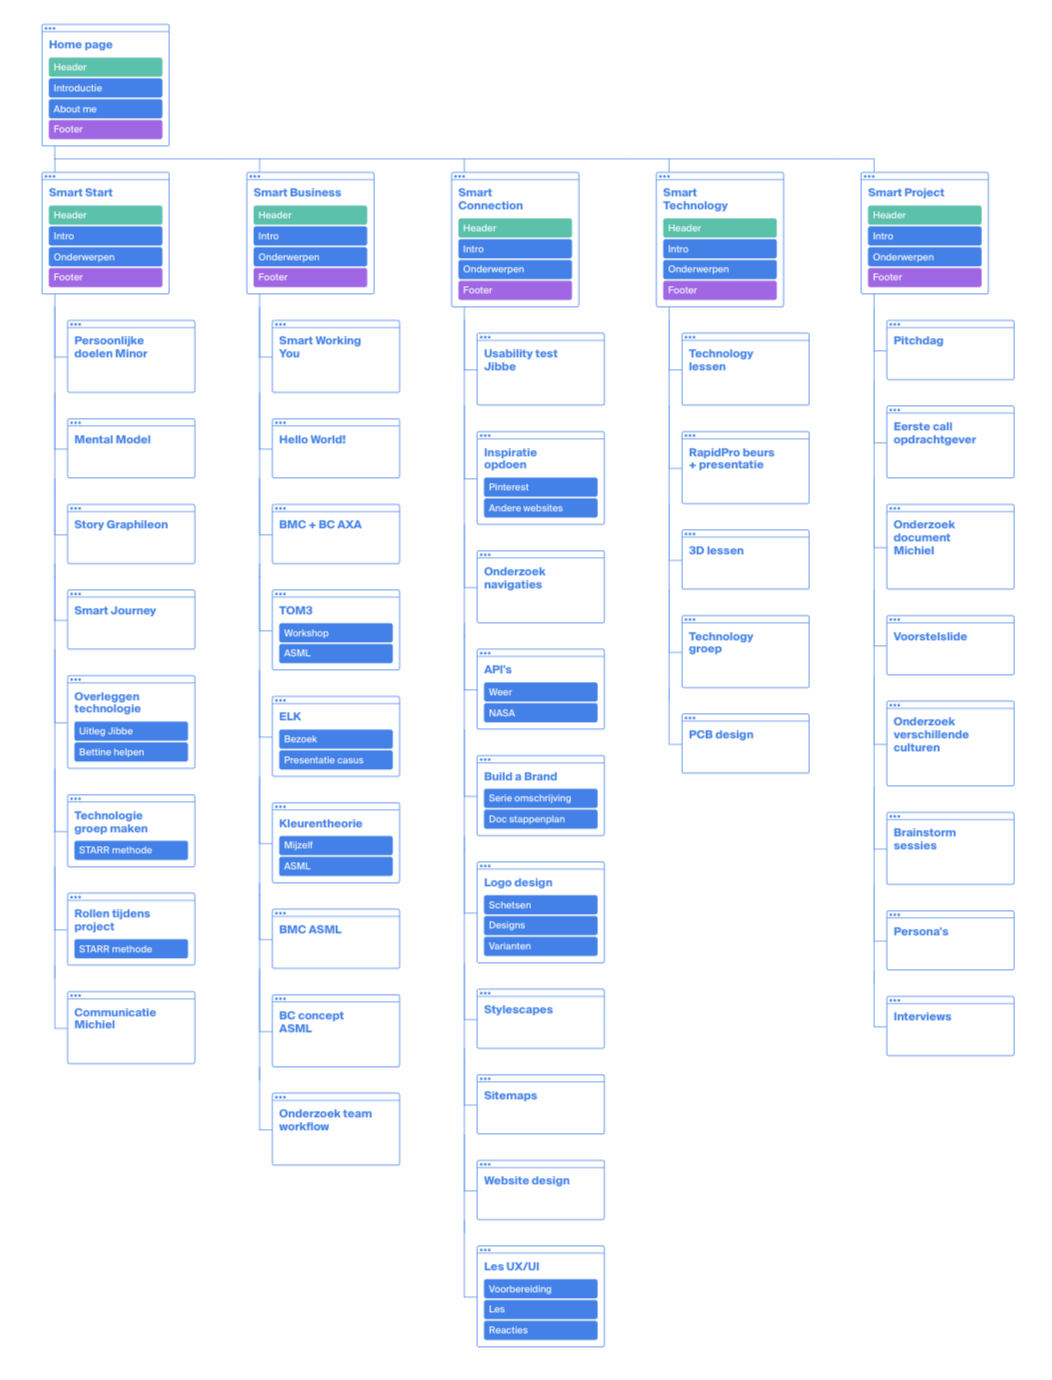 Home page
Header
Introductie
About me
Footer
Smart Start
Header
Intro
Onderwerpen
Footer
Persoonlijke
doelen Minor
Mental Model
Story Graphileon
Smart Journey
Overleggen
technologie
Uitleg Jibbe
Bettine helpen
Technologie
groep maken
STARR methode
Rollen tijdens
project
STARR methode
Communicatie
Michiel
Smart Business
Header
Intro
Onderwerpen
Footer
Smart Working
You
Hello World!
BMC + BC AXA
TOM3
Workshop
ASML
ELK
Bezoek
Presentatie casus
Kleurentheorie
Mijzelf
ASML
BMC ASML
BC concept
ASML
Onderzoek team
workflow
Smart
Connection
Header
Intro
Onderwerpen
Footer
Usability test
Jibbe
Inspiratie
opdoen
Pinterest
Andere websites
Onderzoek
navigaties
API's
Weer
NASA
Build a Brand
Serie omschrijving
Doc stappenplan
Logo design
Schetsen
Designs
Varianten
Stylescapes
Sitemaps
Website design
Les UX/UI
Voorbereiding
Les
Reacties
Smart
Technology
Header
Intro
Onderwerpen
Footer
Technology
lessen
RapidPro beurs
+ presentatie
3D lessen
Technology
groep
PCB design
Smart Project
Header
Intro
Onderwerpen
Footer
Pitchdag
Eerste call
opdrachtgever
Onderzoek
document
Michiel
Voorstelslide
Onderzoek
verschillende
culturen
Brainstorm
sessies
Persona's
Interviews